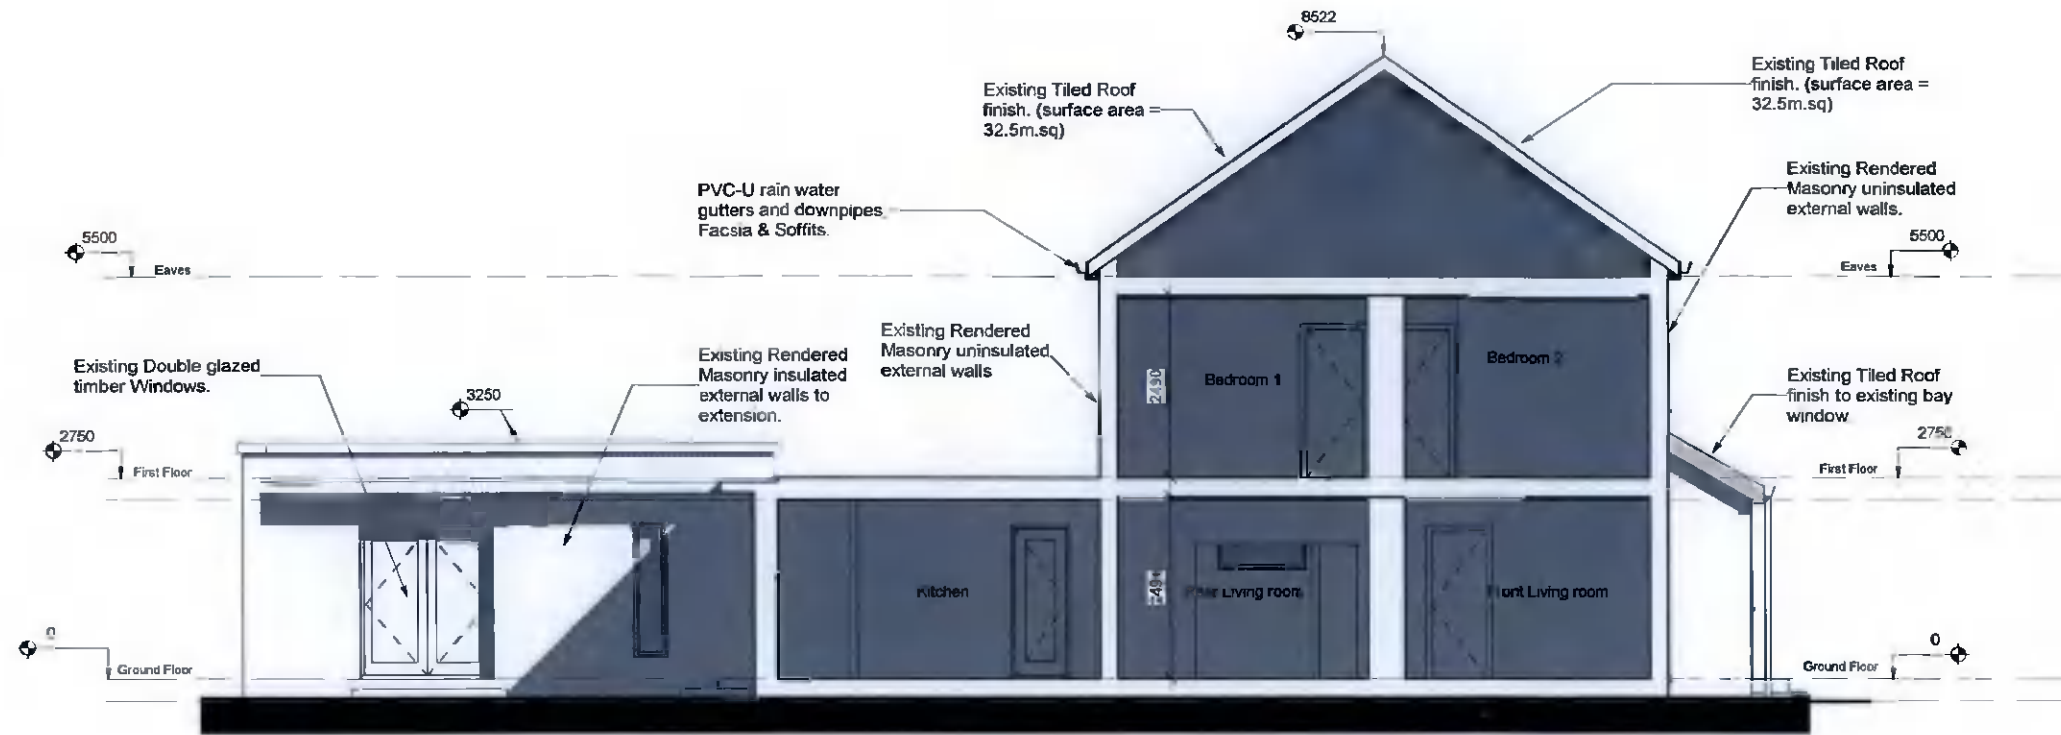 8522
Existing Tiled Roof
finish. (surface area =
32.5m.sq)
Existing Tiled Roof
finish. (surface area =
32.5m.sq)
PVC-U rain water
gutters and downpipes
Facsia & Soffits.
Existing Rendered
Masonry uninsulated
external walls.
5500
Eaves
5500
Eaves
Existing Double glazed
timber Windows.
3250
Existing Rendered
Masonry insulated
external walls to
extension.
Existing Rendered
Masonry uninsulated
external walls
2490
Bedroom 1
Bedroom 2
Existing Tiled Roof
finish to existing bay
window
2750
First Floor
2750
First Floor
Kitchen
Living room
Living room
0
Ground Floor
0
Ground Floor